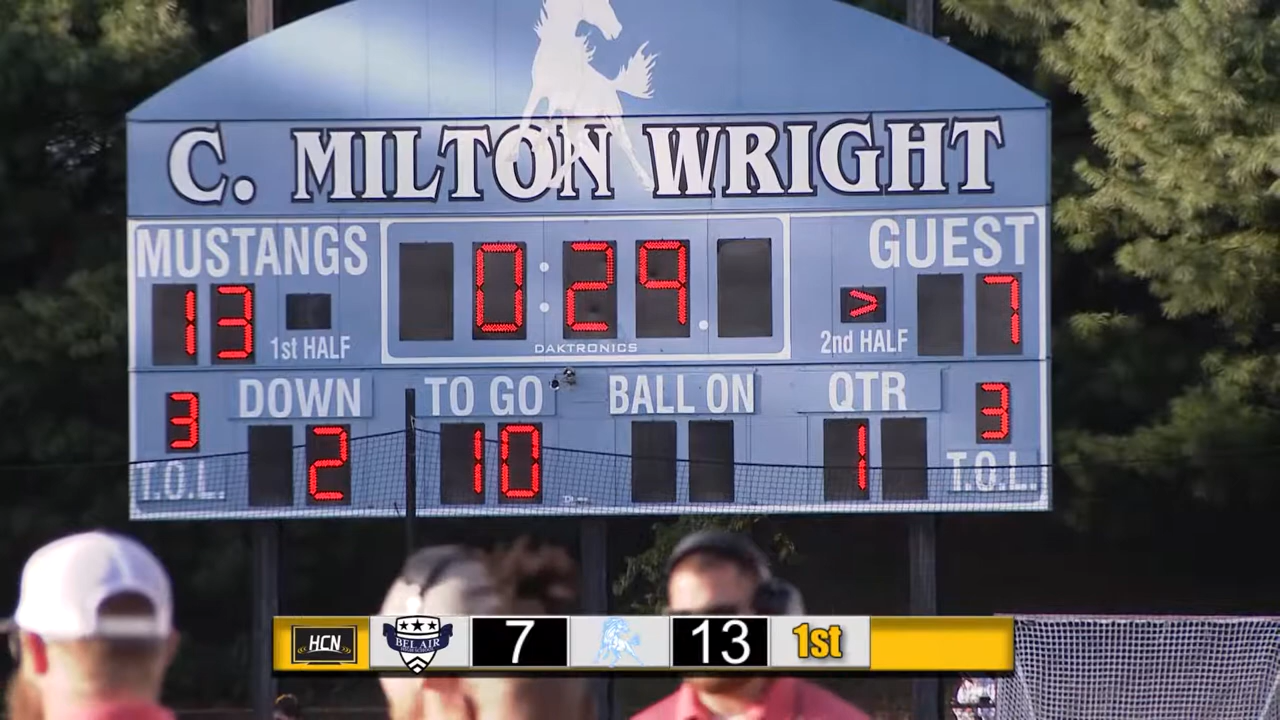 C. MILTON WRIGHT
MUSTANGS
GUEST
0:29
13
1st HALF
DAKTRONICS
>
2nd HALF
7
DOWN
TO GO
BALL ON
QTR
3
3
T.O.L.
2
10
1
T.O.L.
HCN
BEL AIR
7
13
1st